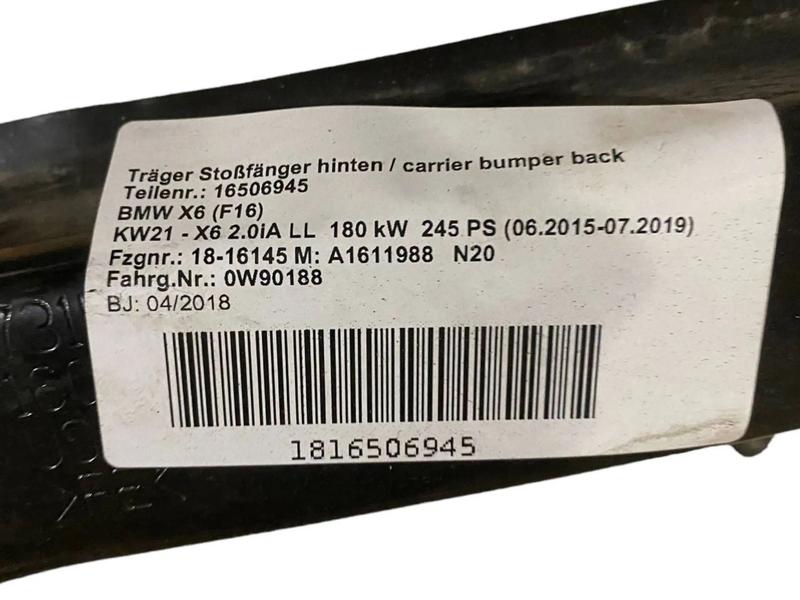 Träger Stoßfänger hinten / carrier bumper back
Teilenr.: 16506945
BMW X6 (F16)
KW21 - X6 2.0iA LL 180 kW 245 PS (06.2015-07.2019)
Fzgnr.: 18-16145 M: A1611988 N20
Fahrg.Nr.: 0W90188
BJ: 04/2018
1816506945